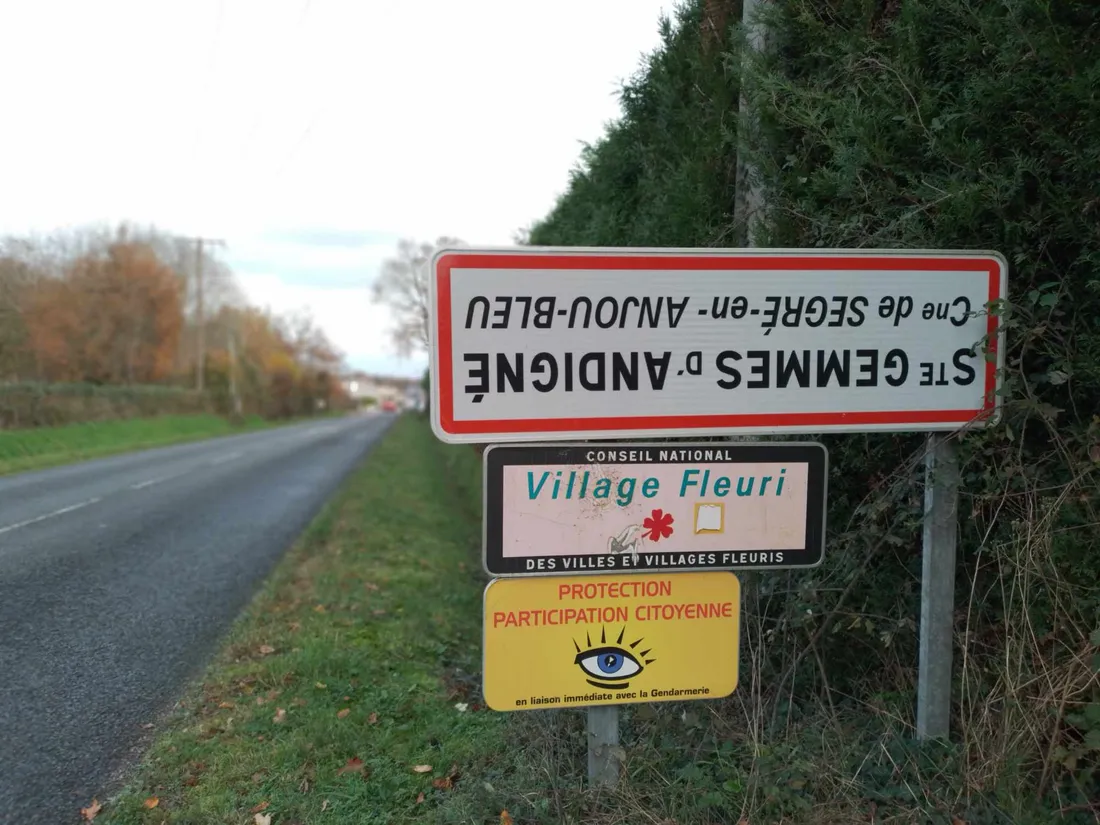 STE GEMMES D'ANDIGNÉ
Cne de SEGRÉ-en-ANJOU-BLEU
CONSEIL NATIONAL
Village Fleuri
DES VILLES ET VILLAGES FLEURIS
PROTECTION
PARTICIPATION CITOYENNE
en liaison immédiate avec la Gendarmerie